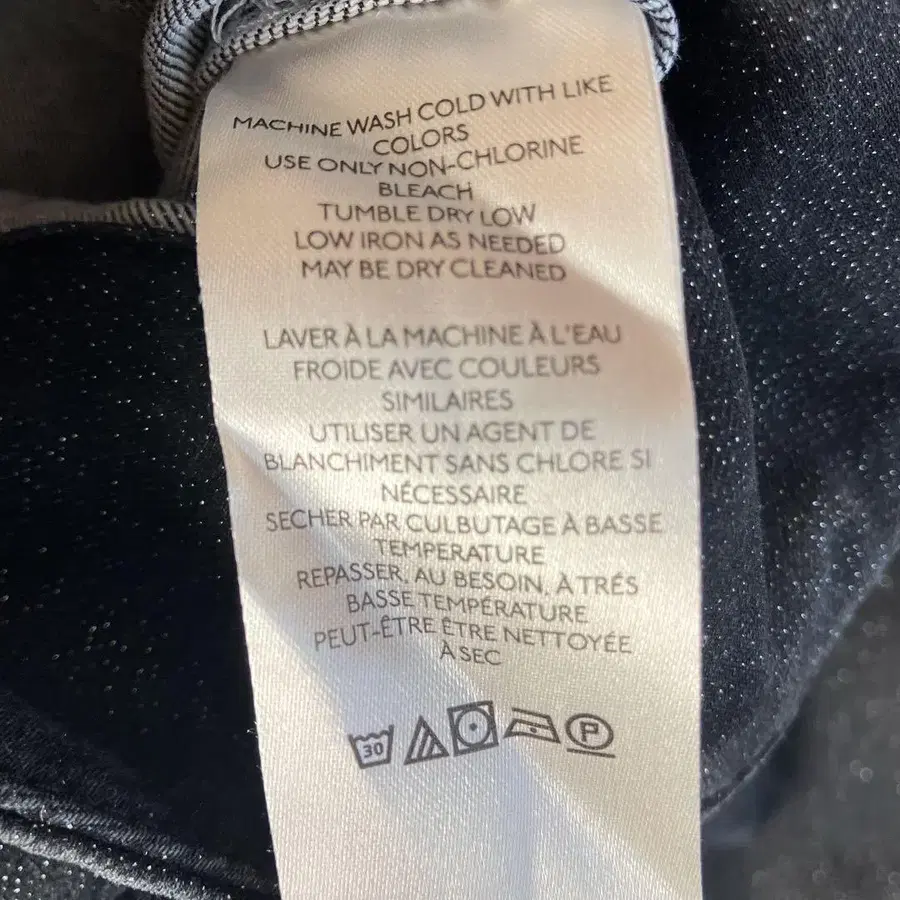 MACHINE WASH COLD WITH LIKE
COLORS
USE ONLY NON-CHLORINE
BLEACH
TUMBLE DRY LOW
LOW IRON AS NEEDED
MAY BE DRY CLEANED
LAVER À LA MACHINE À L'EAU
FROIDE AVEC COULEURS
SIMILAIRES
UTILISER UN AGENT DE
BLANCHIMENT SANS CHLORE SI
NÉCESSAIRE
SECHER PAR CULBUTAGE À BASSE
TEMPERATURE
REPASSER, AU BESOIN, À TRÉS
BASSE TEMPÉRATURE
PEUT-ÊTRE ÊTRE NETTOYÉE
À SEC
30 P